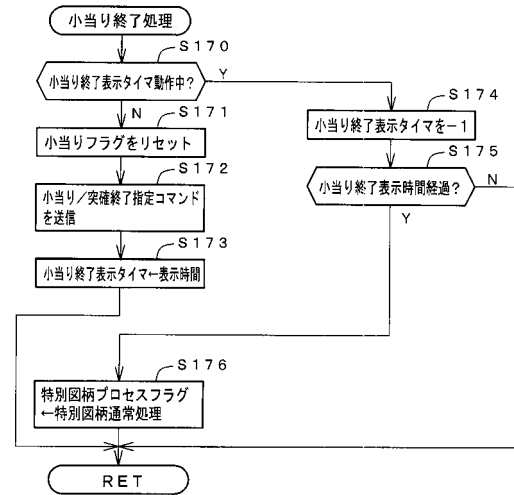 小当り終了処理
S170
小当り終了表示タイマ動作中?
Y
N
S171
小当りフラグをリセット
S172
小当り/突確終了指定コマンド
を送信
S173
小当り終了表示タイマ←表示時間
S174
小当り終了表示タイマを-1
S175
小当り終了表示時間経過?
N
Y
S176
特別図柄プロセスフラグ
←特別図柄通常処理
RET